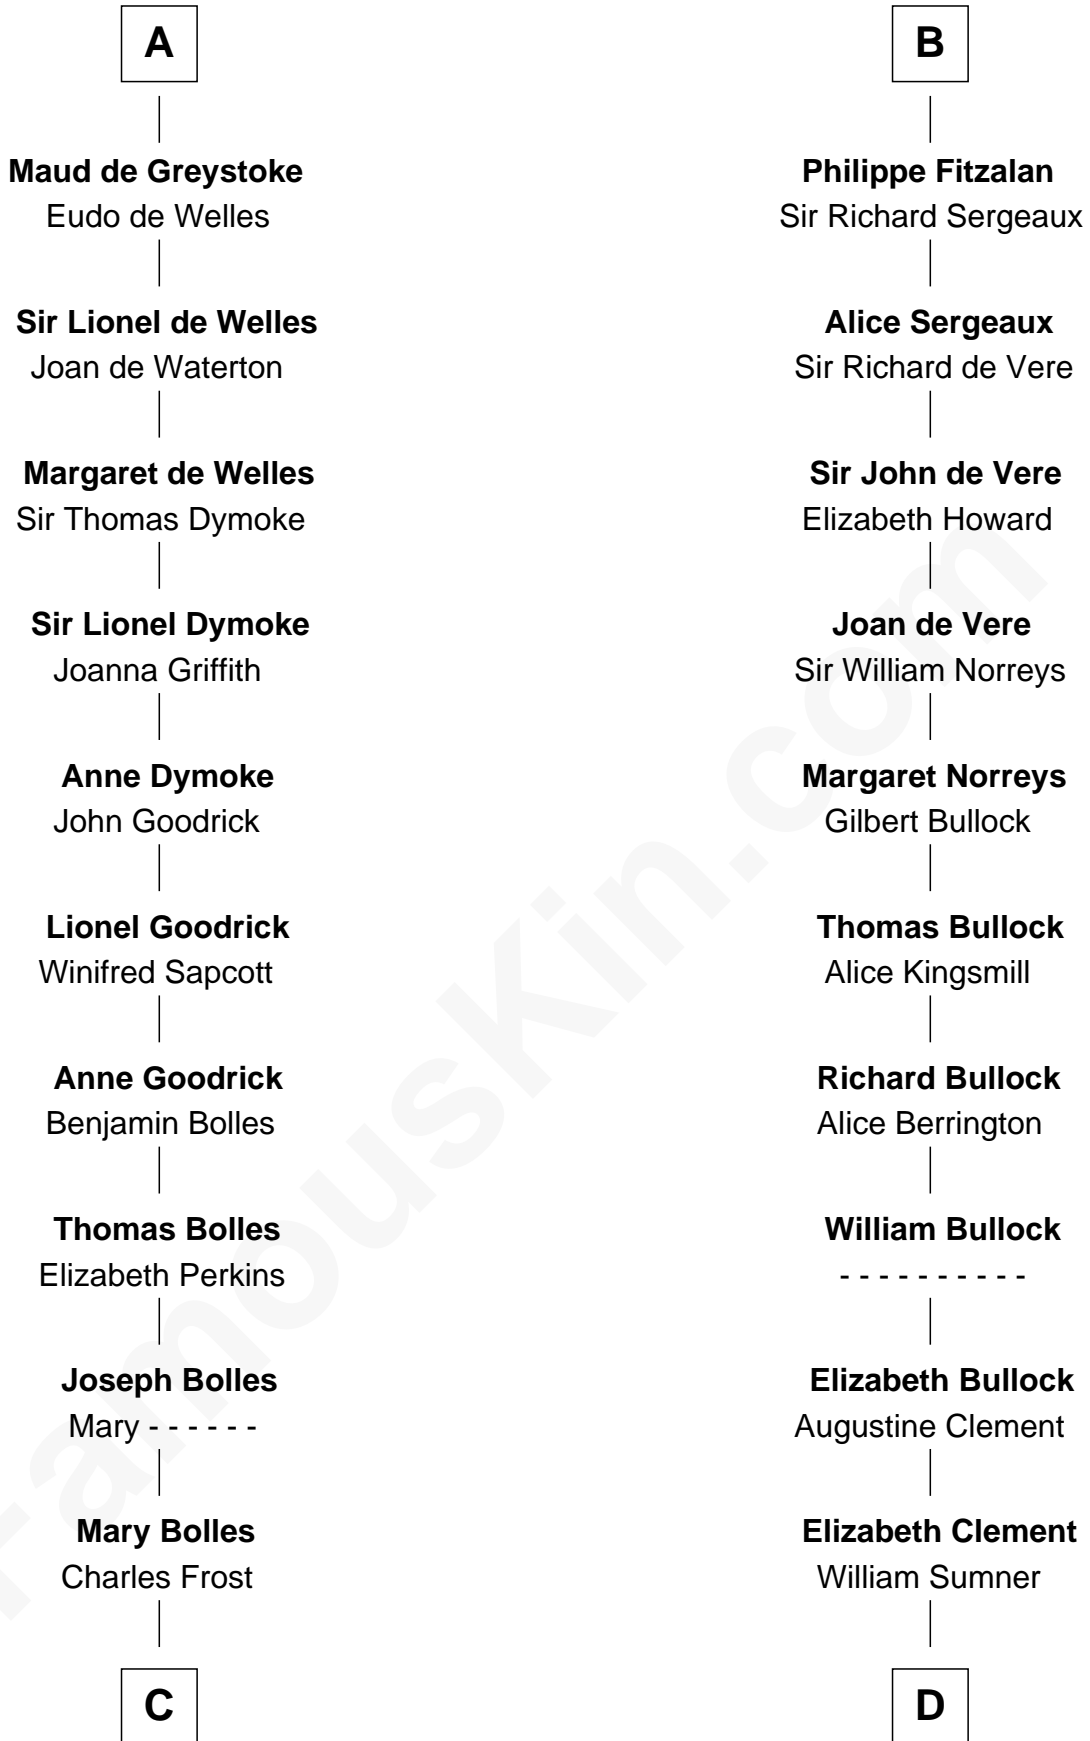 A
Maud de Greystoke
Eudo de Welles
Sir Lionel de Welles
Joan de Waterton
Margaret de Welles
Sir Thomas Dymoke
Sir Lionel Dymoke
Joanna Griffith
Anne Dymoke
John Goodrick
Lionel Goodrick
Winifred Sapcott
Anne Goodrick
Benjamin Bolles
Thomas Bolles
Elizabeth Perkins
Joseph Bolles
Mary - - - - - -
Mary Bolles
Charles Frost
C
B
Philippe Fitzalan
Sir Richard Sergeaux
Alice Sergeaux
Sir Richard de Vere
Sir John de Vere
Elizabeth Howard
Joan de Vere
Sir William Norreys
Margaret Norreys
Gilbert Bullock
Thomas Bullock
Alice Kingsmill
Richard Bullock
Alice Berrington
William Bullock
- - - - - - - - - -
Elizabeth Bullock
Augustine Clement
Elizabeth Clement
William Sumner
D
FamousKin.com